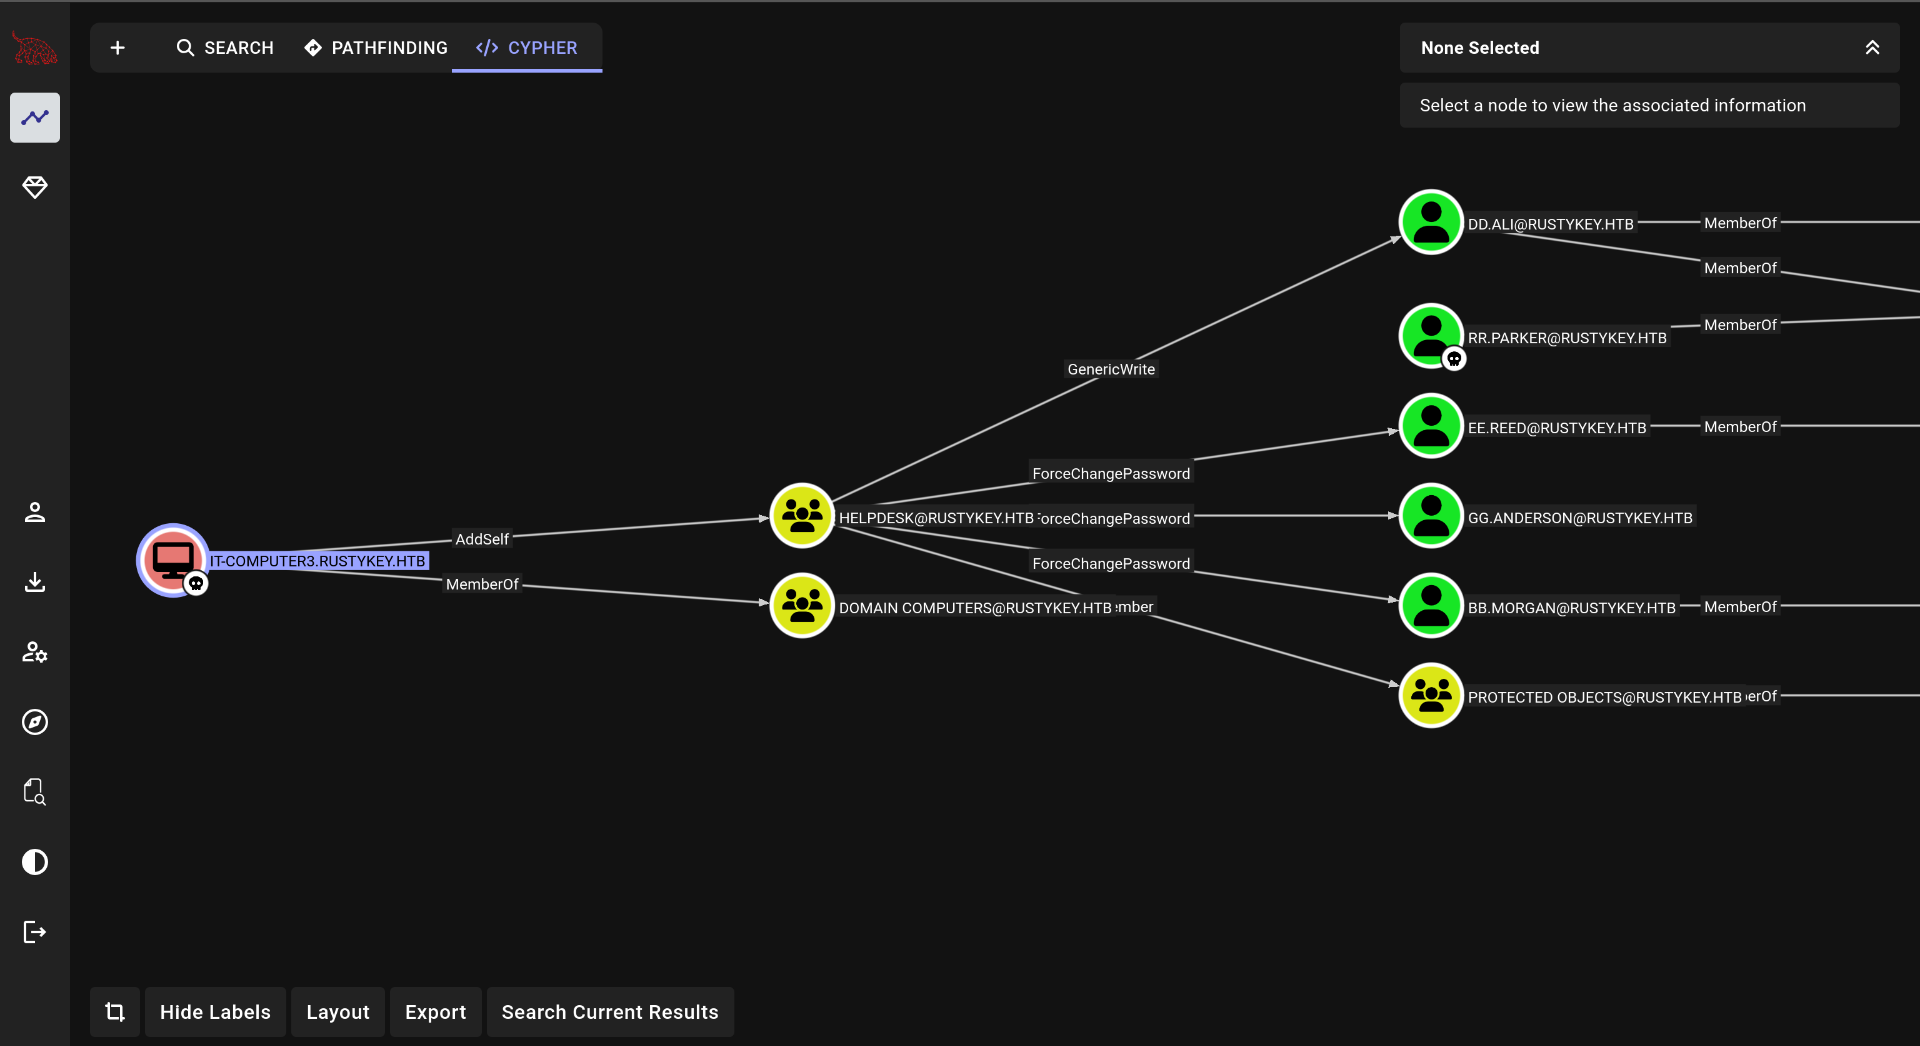 SEARCH
PATHFINDING
CYPHER
None Selected
Select a node to view the associated information
DD.ALI@RUSTYKEY.HTB
MemberOf
MemberOf
RR.PARKER@RUSTYKEY.HTB
MemberOf
GenericWrite
EE.REED@RUSTYKEY.HTB
MemberOf
ForceChangePassword
HELPDESK@RUSTYKEY.HTB
orceChangePassword
GG.ANDERSON@RUSTYKEY.HTB
AddSelf
IT-COMPUTER3.RUSTYKEY.HTB
ForceChangePassword
MemberOf
DOMAIN COMPUTERS@RUSTYKEY.HTB
ember
BB.MORGAN@RUSTYKEY.HTB
MemberOf
PROTECTED OBJECTS@RUSTYKEY.HTB
erOf
Hide Labels
Layout
Export
Search Current Results